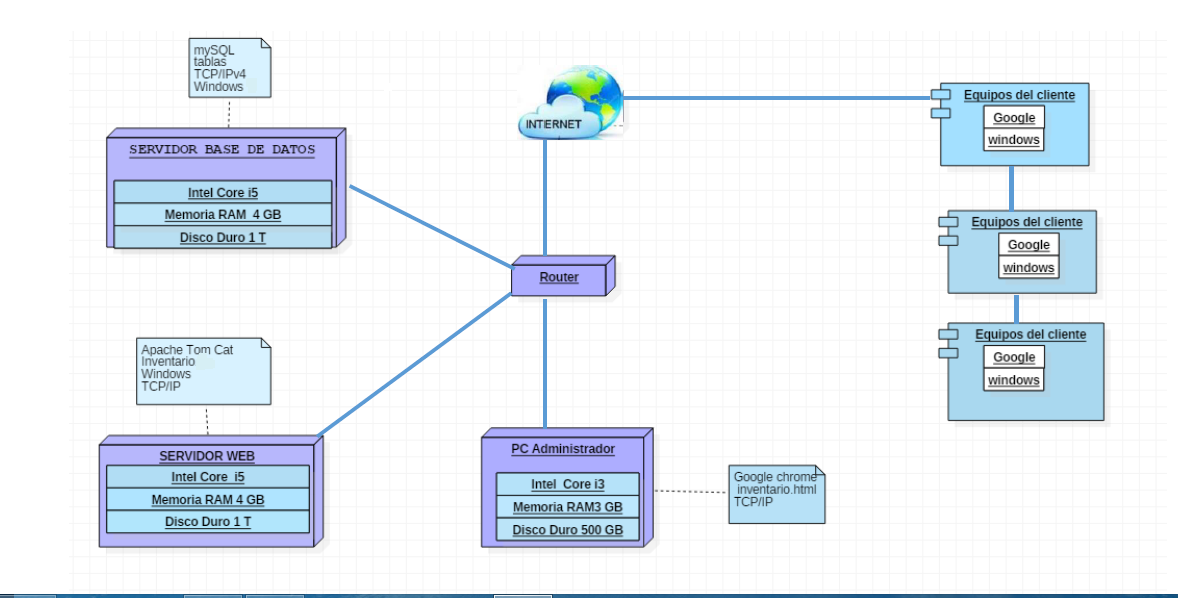 mySQL
tablas
TCP/IPv4
Windows
SERVIDOR BASE DE DATOS
Intel Core i5
Memoria RAM 4 GB
Disco Duro 1 T
INTERNET
Equipos del cliente
Google
windows
Equipos del cliente
Google
windows
Router
Equipos del cliente
Google
windows
Apache Tom Cat
Inventario
Windows
TCP/IP
SERVIDOR WEB
Intel Core i5
Memoria RAM 4 GB
Disco Duro 1 T
PC Administrador
Intel Core i3
Memoria RAM3 GB
Disco Duro 500 GB
Google chrome
inventario.html
TCP/IP